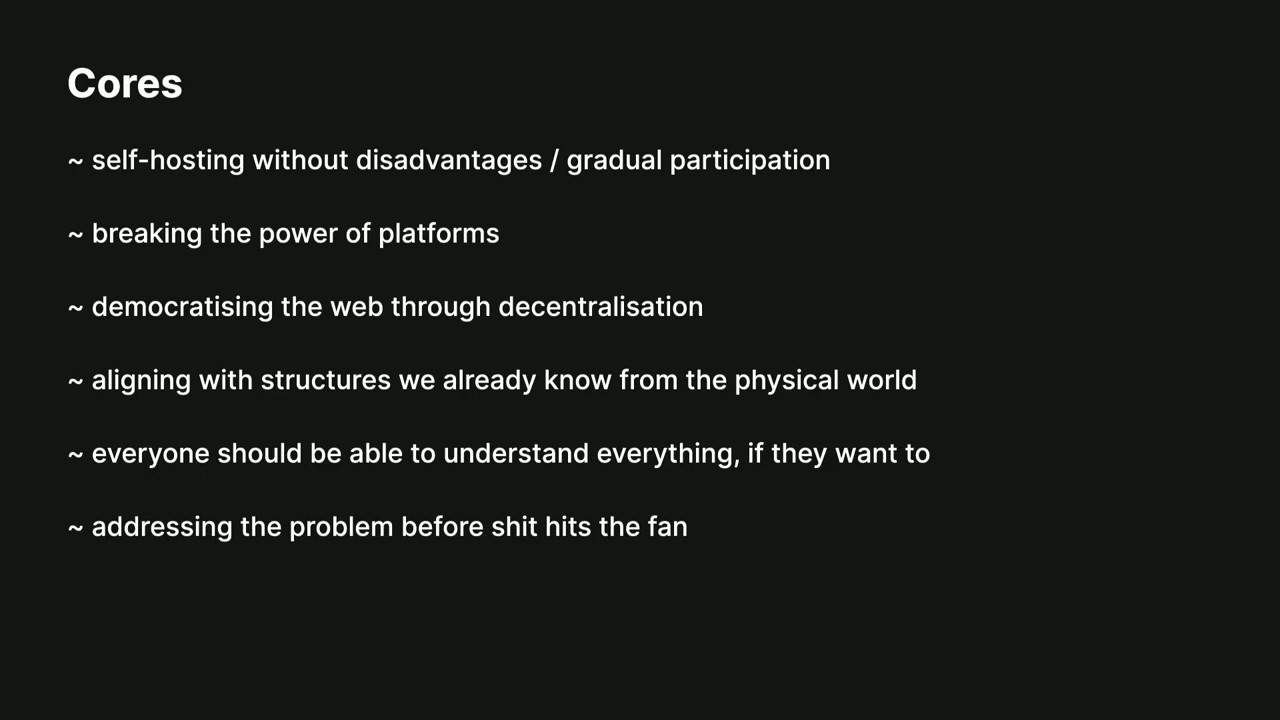 Cores
~ self-hosting without disadvantages / gradual participation
~ breaking the power of platforms
~ democratising the web through decentralisation
~ aligning with structures we already know from the physical world
~ everyone should be able to understand everything, if they want to
~ addressing the problem before shit hits the fan